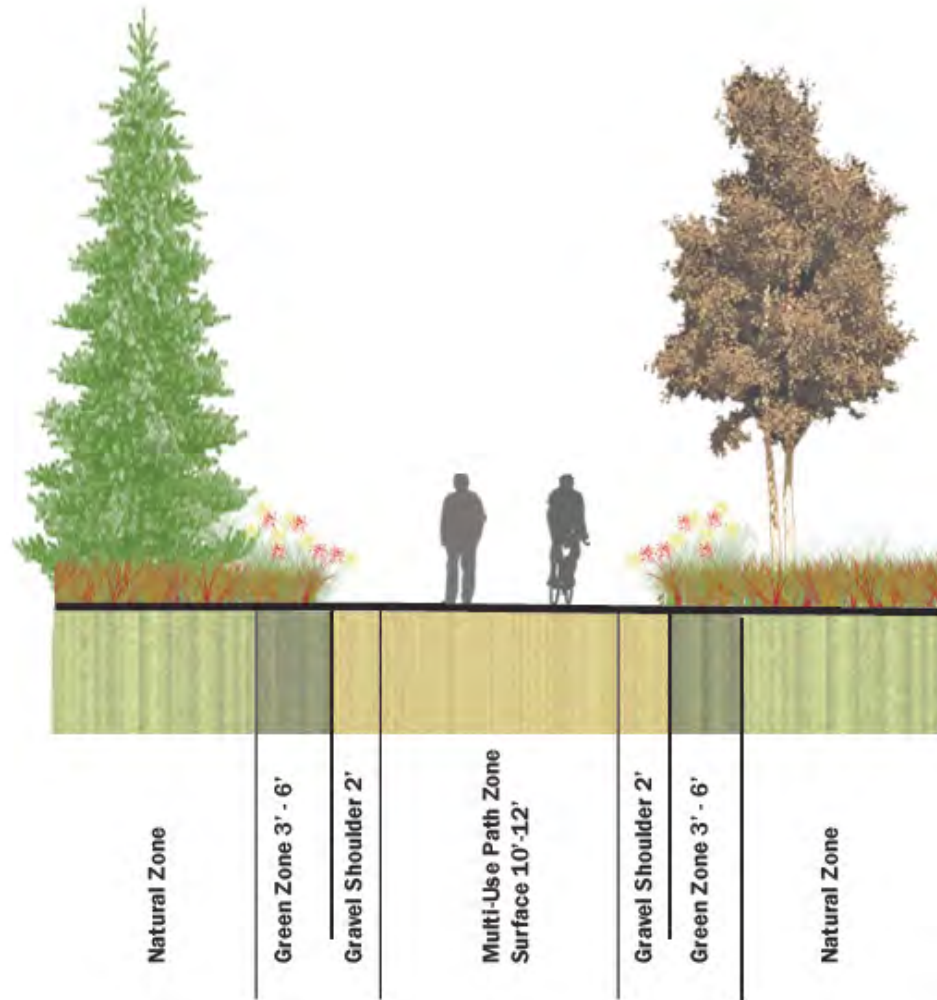 Natural Zone
Green Zone 3' - 6'
Gravel Shoulder 2'
Multi-Use Path Zone
Surface 10'-12'
Gravel Shoulder 2'
Green Zone 3' - 6'
Natural Zone